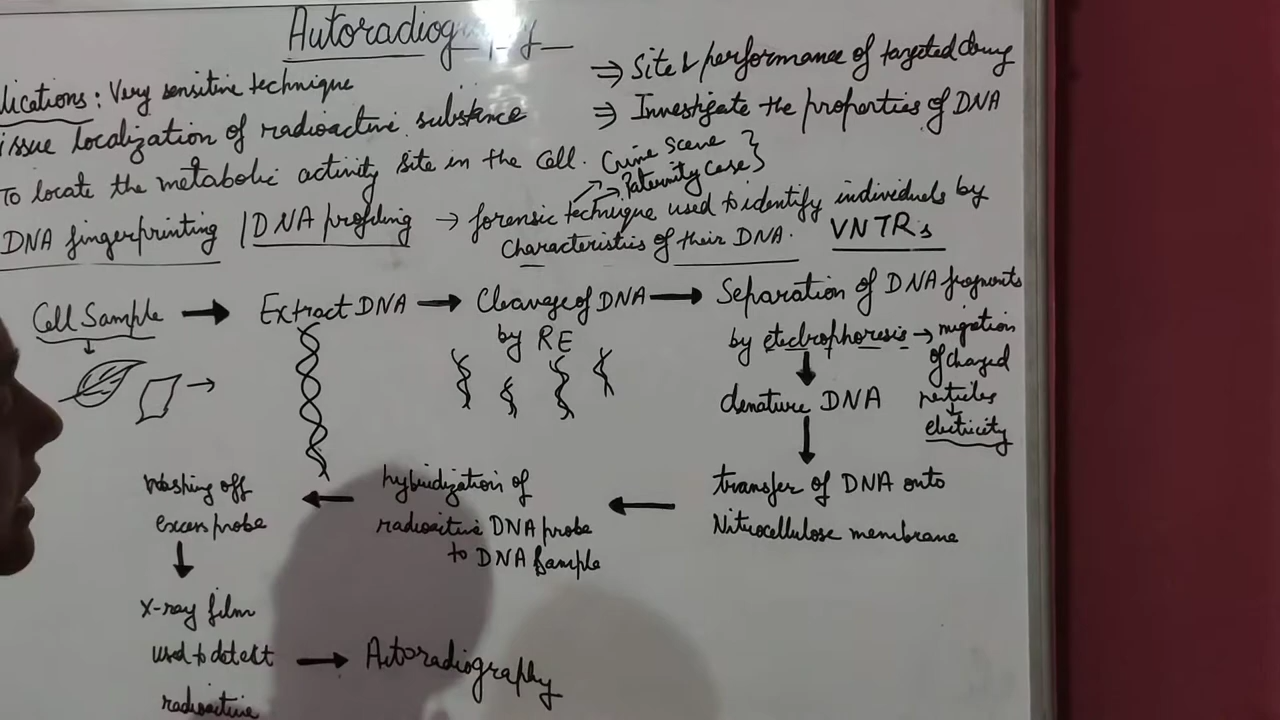 Autoradiography
lications: Very sensitive technique
⇒ Site & performance of targeted drug
issue localization of radioactive substance
⇒ Investigate the properties of DNA
To locate the metabolic activity site in the cell.
Crime scene
Paternity case
DNA fingerprinting / DNA profiling → forensic technique used to identify individuals by
characteristics of their DNA. VNTRs
Cell Sample → Extract DNA → Cleavage of DNA → Separation of DNA fragments
by RE
by electrophoresis → migration
of charged
particles
electricity
denature DNA
transfer of DNA onto
Nitrocellulose membrane
hybridization of
radioactive DNA probe
to DNA Sample
Washing off
excess probe
X-ray film
used to detect → Autoradiography
radioactive